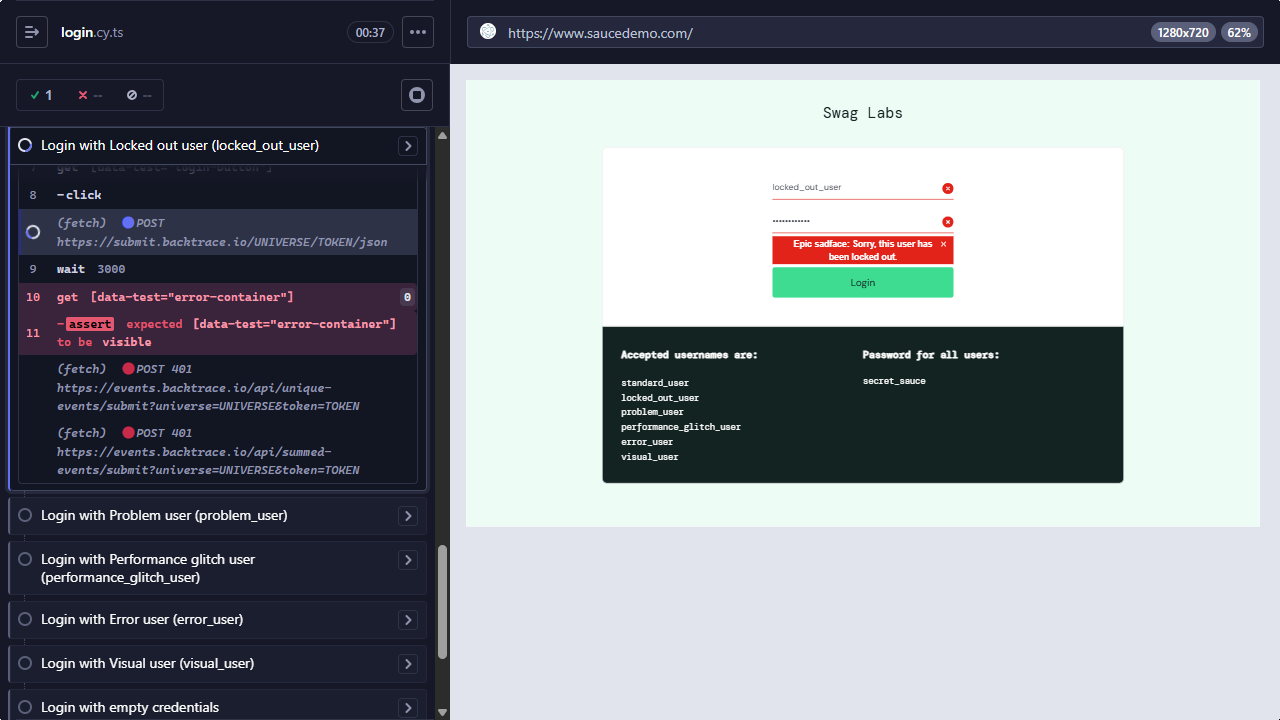 login.cy.ts
00:37
1
--
--
Login with Locked out user (locked_out_user)
7 get [data-test="login-button"]
8 -click
(fetch) POST
https://submit.backtrace.io/UNIVERSE/TOKEN/json
9 wait 3000
10 get [data-test="error-container"] 0
11 -assert expected [data-test="error-container"]
to be visible
(fetch) POST 401
https://events.backtrace.io/api/unique-
events/submit?universe=UNIVERSE&token=TOKEN
(fetch) POST 401
https://events.backtrace.io/api/summed-
events/submit?universe=UNIVERSE&token=TOKEN
Login with Problem user (problem_user)
Login with Performance glitch user
(performance_glitch_user)
Login with Error user (error_user)
Login with Visual user (visual_user)
Login with empty credentials
https://www.saucedemo.com/
1280x720
62%
Swag Labs
locked_out_user
••••••••••••
Epic sadface: Sorry, this user has
been locked out.
Login
Accepted usernames are:
standard_user
locked_out_user
problem_user
performance_glitch_user
error_user
visual_user
Password for all users:
secret_sauce